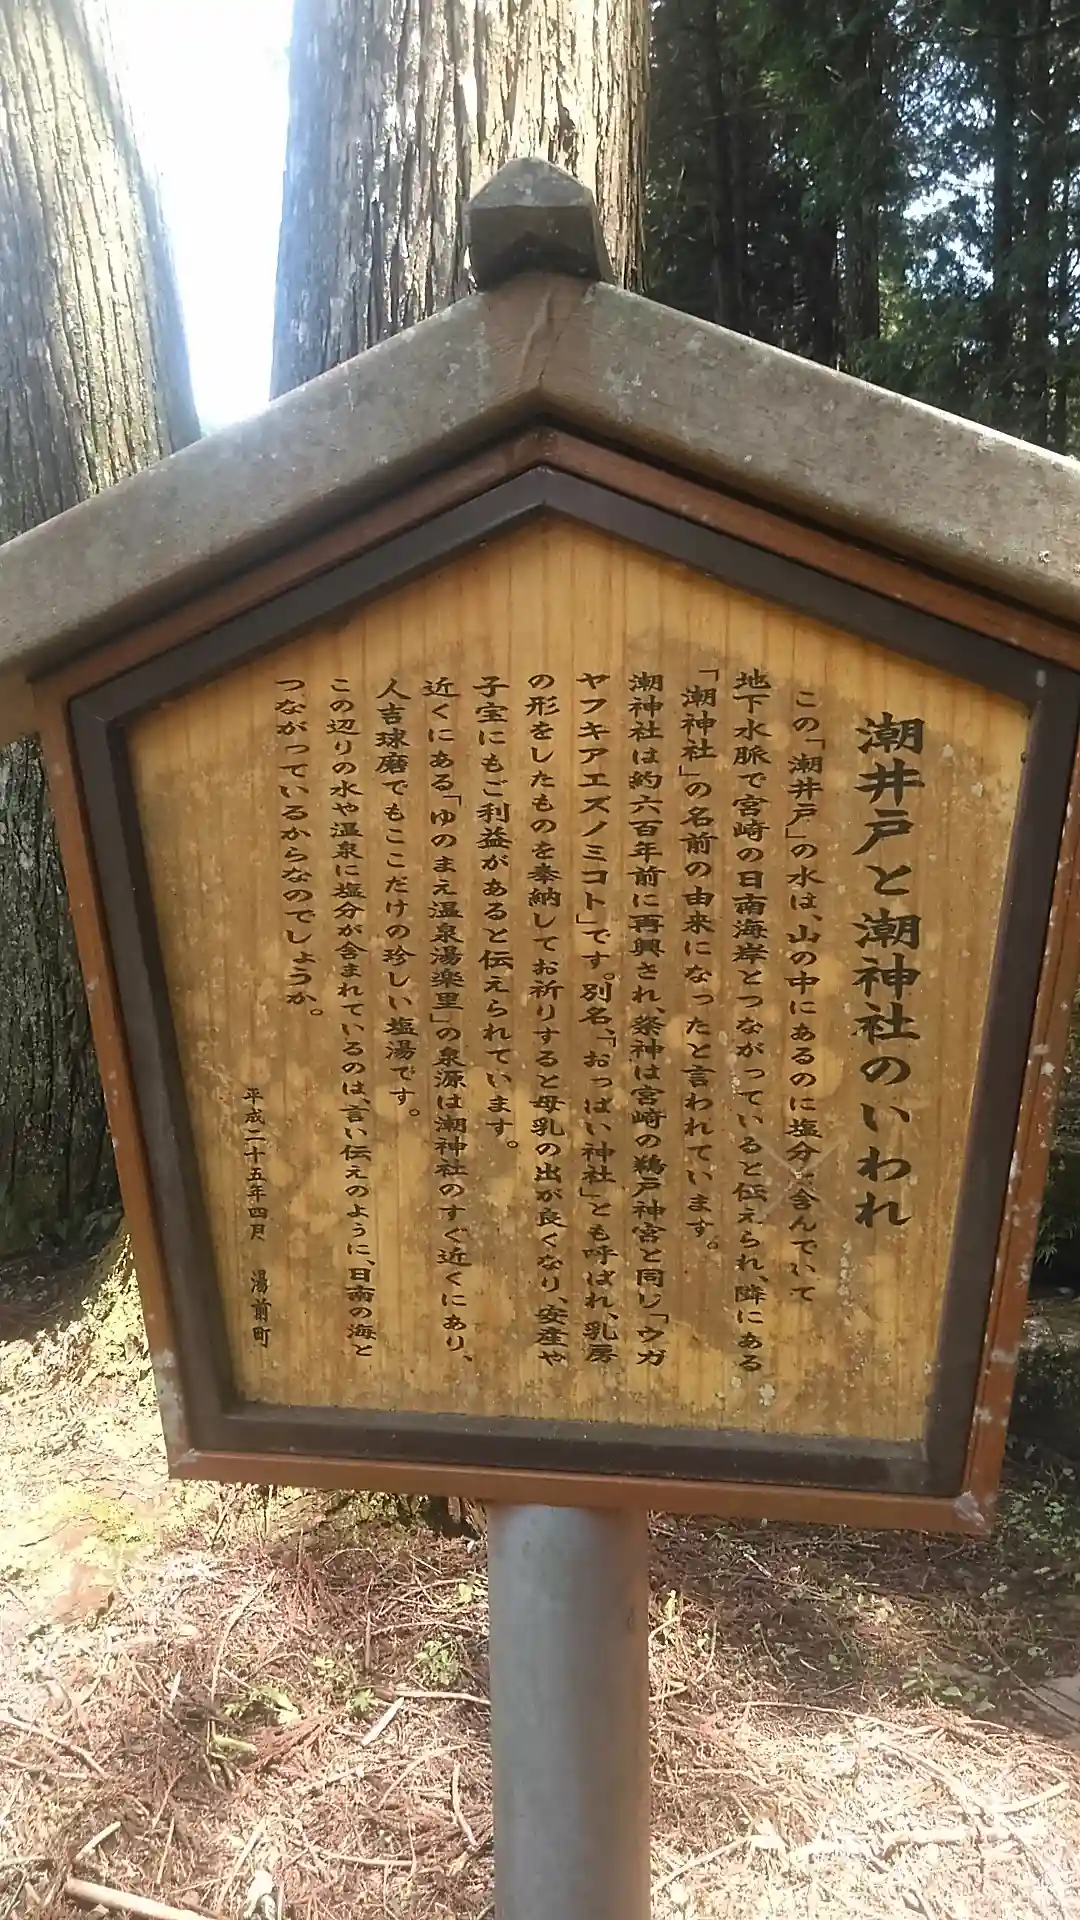 潮井戸と潮神社のいわれ
この「潮井戸」の水は、山の中にあるのに塩分を含んでいて
地下水脈で宮崎の日南海岸とつながっていると伝えられ、隣にある
「潮神社」の名前の由来になったと言われています。
潮神社は約六百年前に再興され、祭神は宮崎の鵜戸神宮と同じ「ウガ
ヤフキアエズノミコト」です。別名、「おっぱい神社」とも呼ばれ、乳房
の形をしたものを奉納してお祈りすると母乳の出が良くなり、安産や
子宝にもご利益があると伝えられています。
近くにある「ゆのまえ温泉湯楽里」の泉源は潮神社のすぐ近くにあり、
人吉球磨でもここだけの珍しい塩湯です。
この辺りの水や温泉に塩分が含まれているのは、言い伝えのように、日南の海と
つながっているからなのでしょうか。
平成二十五年四月　湯前町